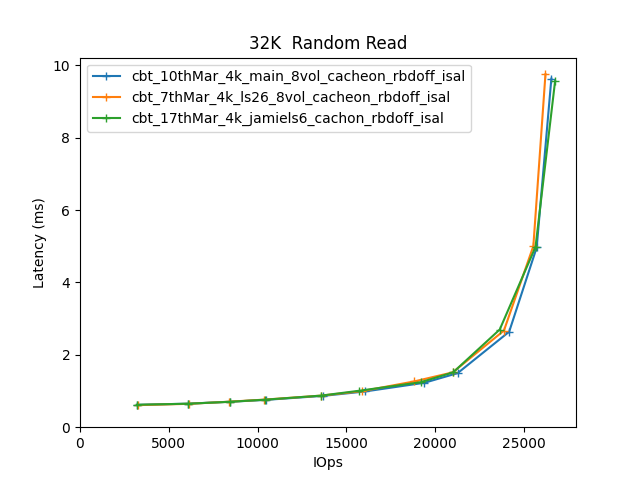 32K  Random Read
cbt_10thMar_4k_main_8vol_cacheon_rbdoff_isal
cbt_7thMar_4k_ls26_8vol_cacheon_rbdoff_isal
cbt_17thMar_4k_jamiels6_cachon_rbdoff_isal
10
8
6
4
2
0
Latency (ms)
0 5000 10000 15000 20000 25000
IOps